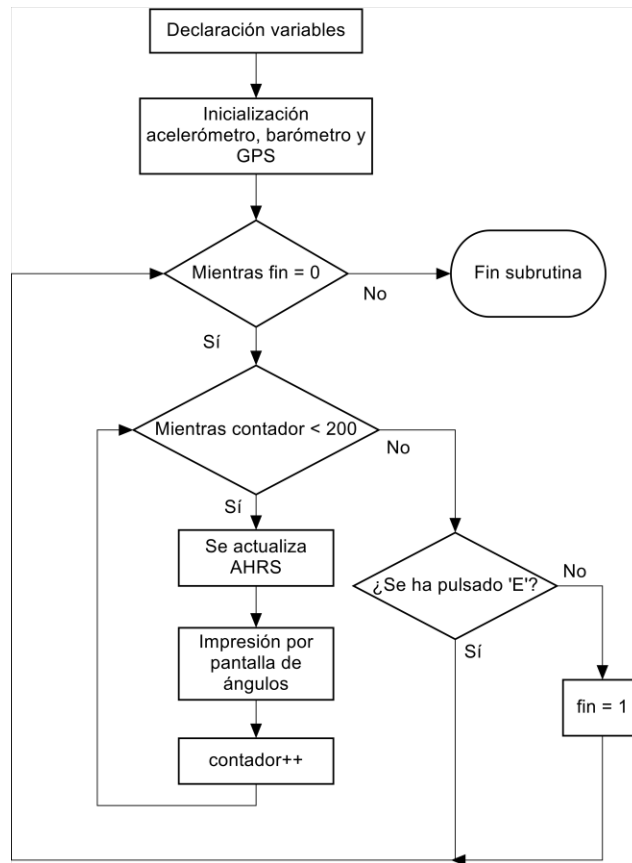 Declaración variables
Inicialización
acelerómetro, barómetro y
GPS
Mientras fin = 0
No
Fin subrutina
Sí
Mientras contador < 200
No
Sí
Se actualiza
AHRS
¿Se ha pulsado 'E'?
No
Sí
Impresión por
pantalla de
ángulos
fin = 1
contador++